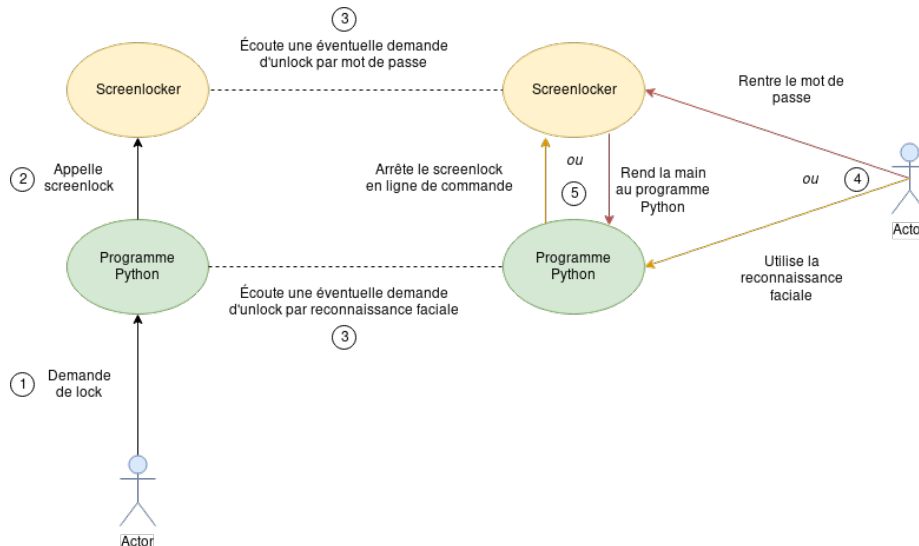 3
Écoute une éventuelle demande
d'unlock par mot de passe
Screenlocker
Screenlocker
Rentre le mot de
passe
2
Appelle
screenlock
Arrête le screenlock
en ligne de commande
ou
5
Rend la main
au programme
Python
ou
4
Actor
Programme
Python
Programme
Python
Utilise la
reconnaissance
faciale
Écoute une éventuelle demande
d'unlock par reconnaissance faciale
3
1
Demande
de lock
Actor